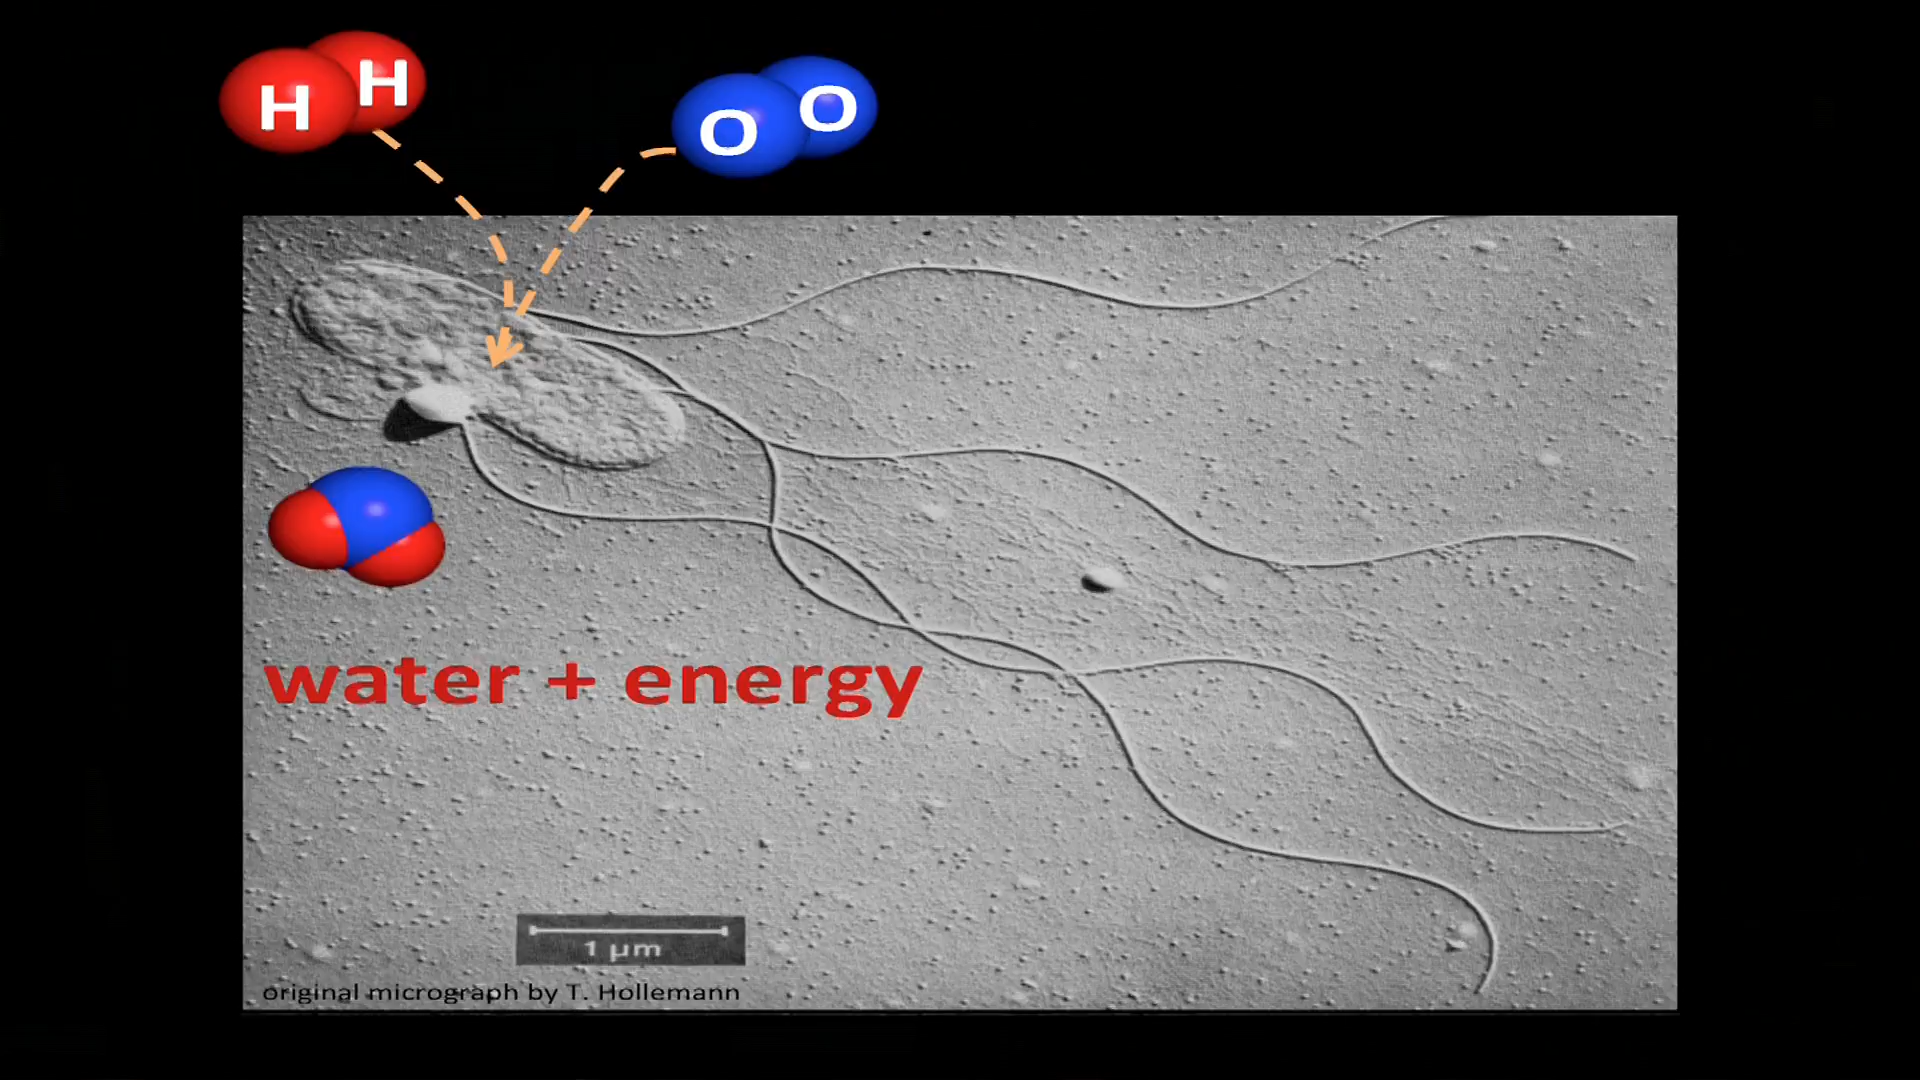 H H
O O
water + energy
1 µm
original micrograph by T. Hollemann